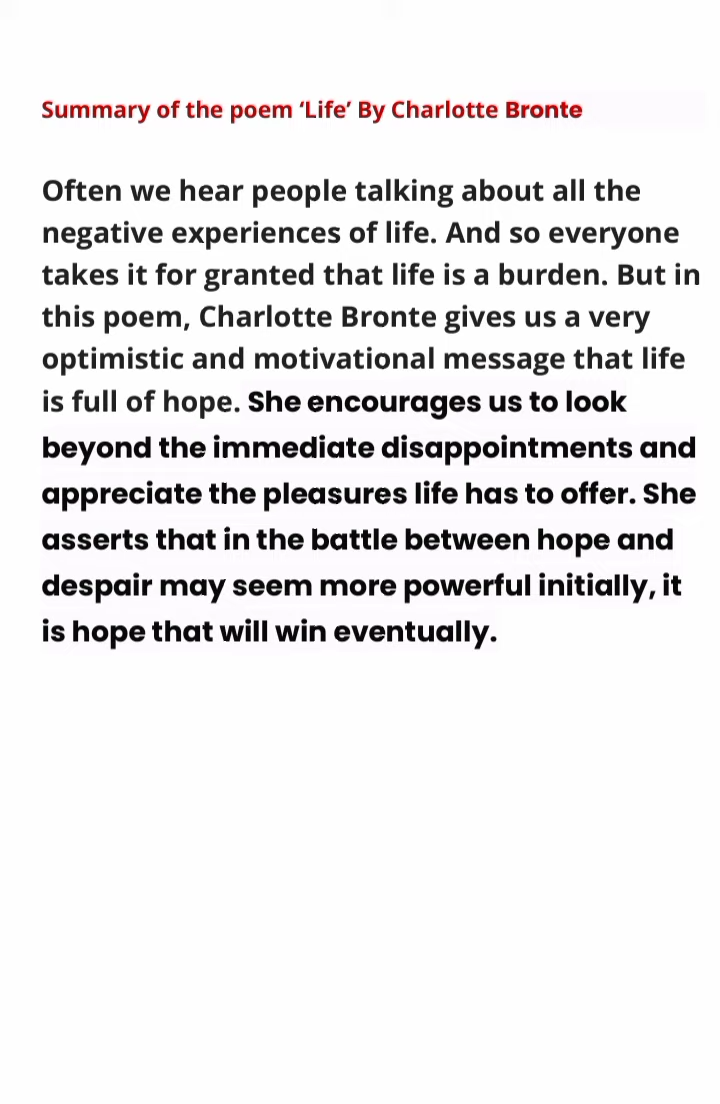 Summary of the poem ‘Life’ By Charlotte Bronte
Often we hear people talking about all the
negative experiences of life. And so everyone
takes it for granted that life is a burden. But in
this poem, Charlotte Bronte gives us a very
optimistic and motivational message that life
is full of hope. She encourages us to look
beyond the immediate disappointments and
appreciate the pleasures life has to offer. She
asserts that in the battle between hope and
despair may seem more powerful initially, it
is hope that will win eventually.